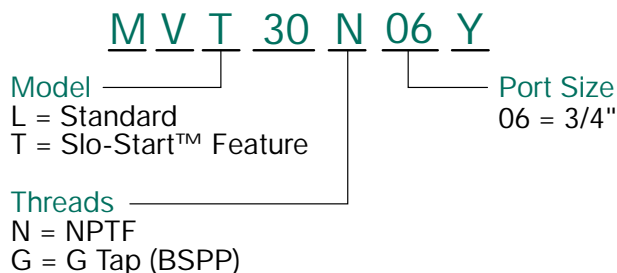 M V T 30 N 06 Y
Model
L = Standard
T = Slo-Start™ Feature
Port Size
06 = 3/4"
Threads
N = NPTF
G = G Tap (BSPP)